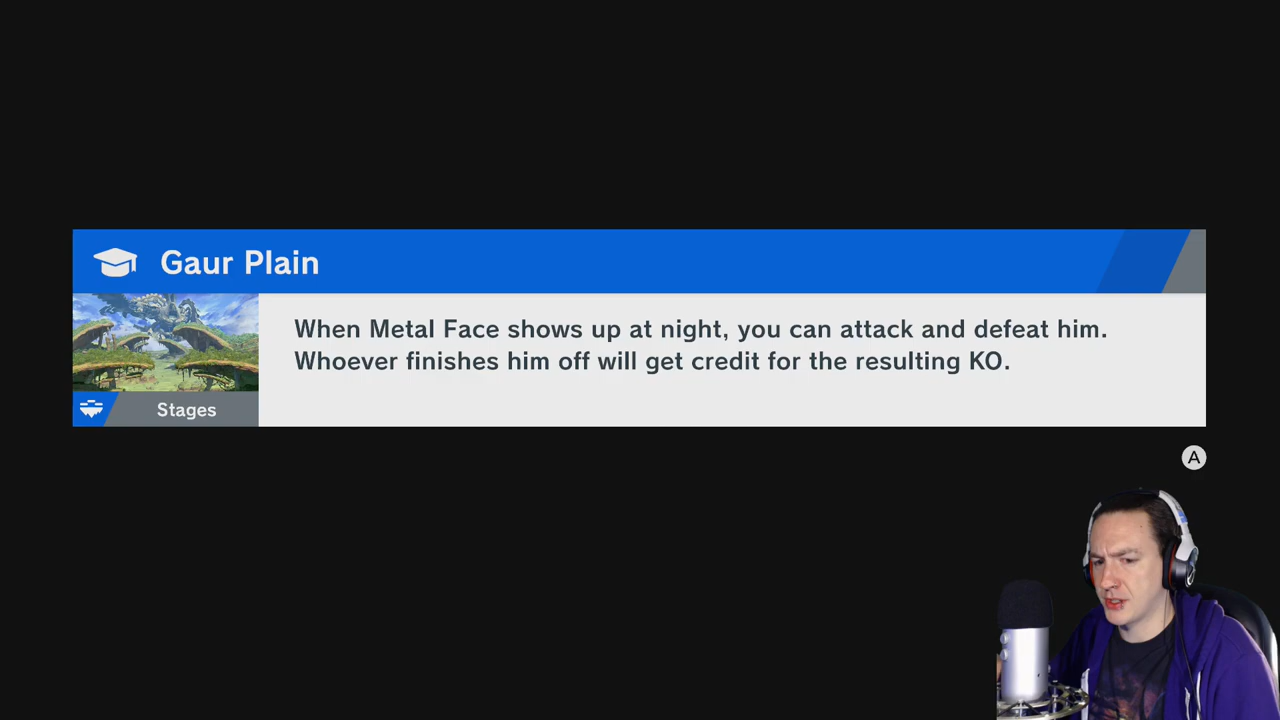 Gaur Plain
When Metal Face shows up at night, you can attack and defeat him.
Whoever finishes him off will get credit for the resulting KO.
Stages
A